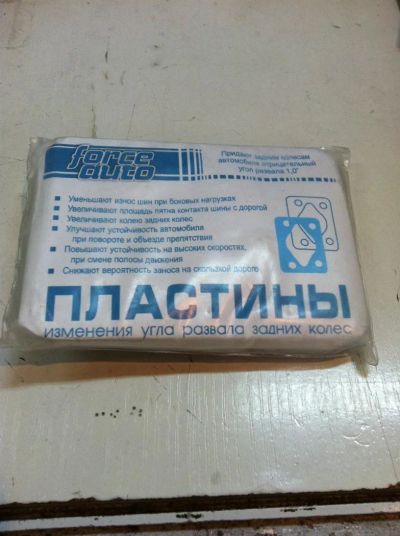 force
auto
Придают задним колесам
автомобиля отрицательный
угол развала 1,0°
Уменьшают износ шин при боковых нагрузках
Увеличивают площадь пятна контакта шины с дорогой
Увеличивают колею задних колес
Улучшают устойчивость автомобиля
при повороте и объезде препятствия
Повышают устойчивость на высоких скоростях,
при смене полосы движения
Снижают вероятность заноса на скользкой дороге
ПЛАСТИНЫ
изменения угла развала задних колес